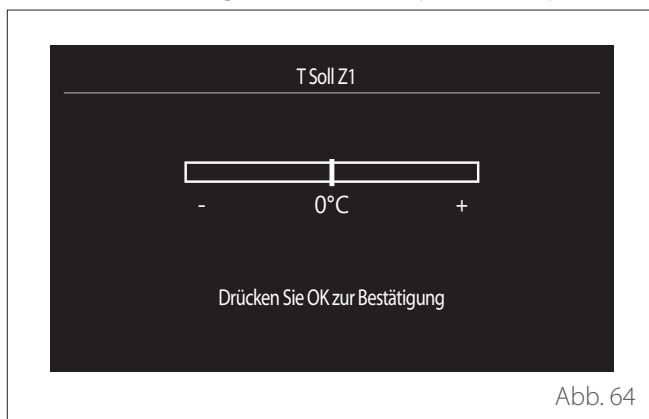 T Soll Z1
- 0°C +
Drücken Sie OK zur Bestätigung
Abb. 64